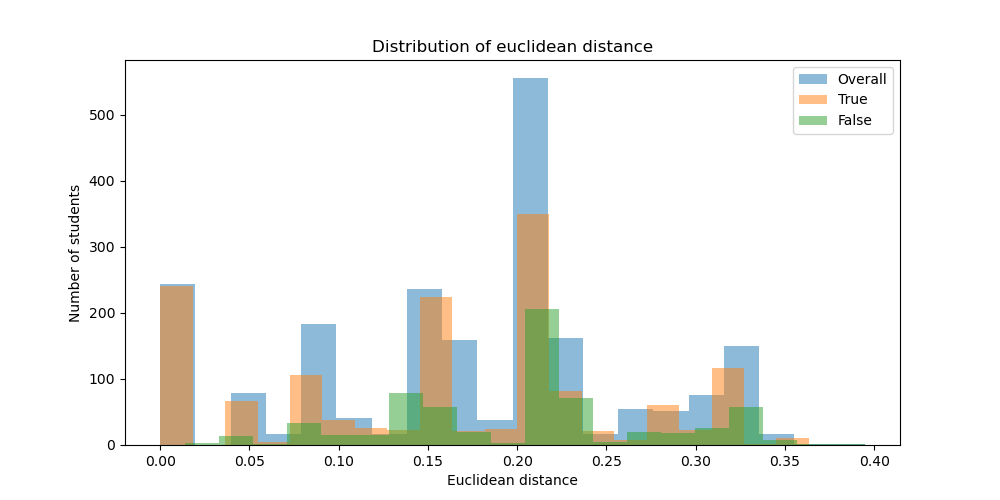 Distribution of euclidean distance
Overall
True
False
Number of students
500
400
300
200
100
0
0.00 0.05 0.10 0.15 0.20 0.25 0.30 0.35 0.40
Euclidean distance